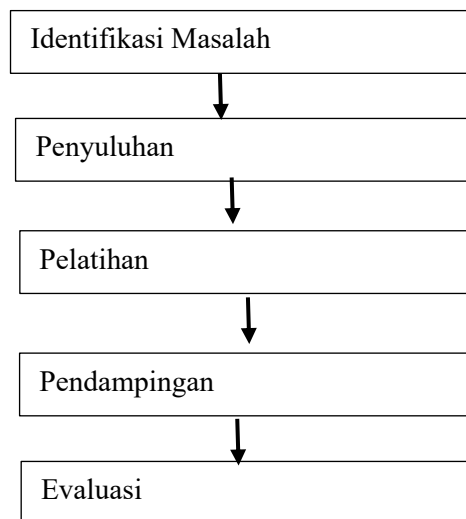 Identifikasi Masalah
Penyuluhan
Pelatihan
Pendampingan
Evaluasi